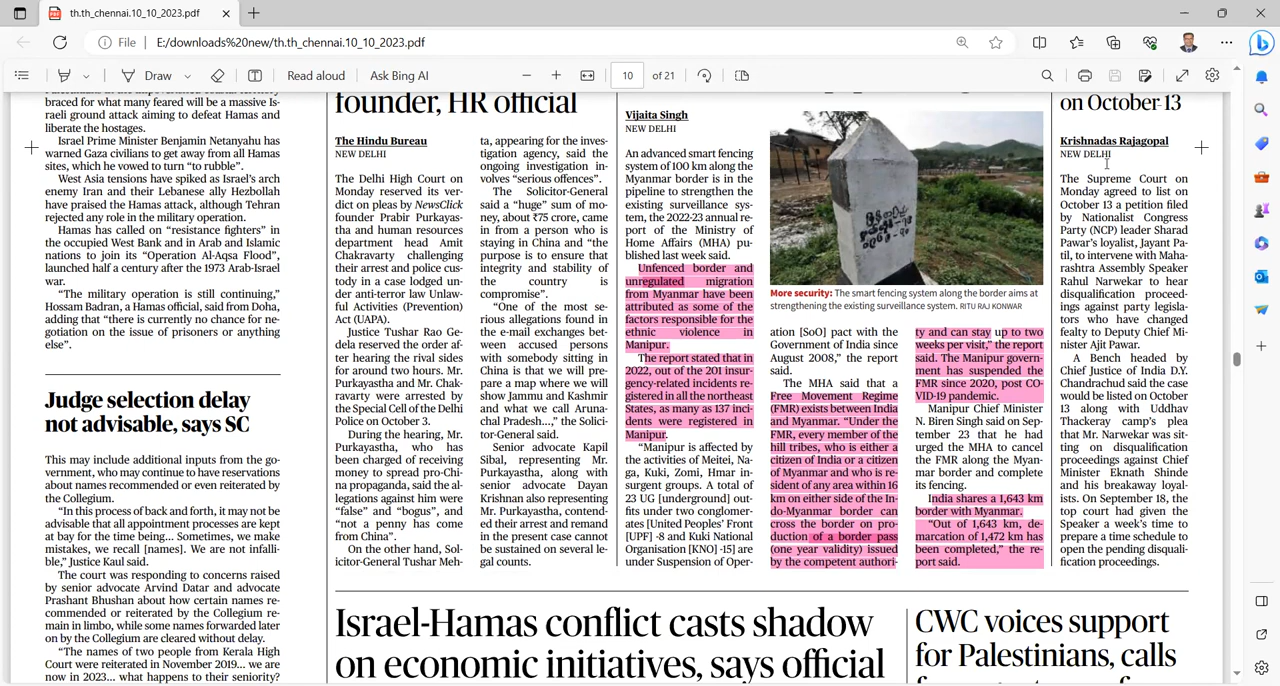 th.th_chennai.10_10_2023.pdf
File
E:/downloads%20new/th.th_chennai.10_10_2023.pdf
Draw
Read aloud
Ask Bing AI
10
of 21
braced for what many feared will be a massive Is-
raeli ground attack aiming to defeat Hamas and
liberate the hostages.
Israel Prime Minister Benjamin Netanyahu has
warned Gaza civilians to get away from all Hamas
sites, which he vowed to turn “to rubble”.
West Asia tensions have spiked as Israel's arch
enemy Iran and their Lebanese ally Hezbollah
have praised the Hamas attack, although Tehran
rejected any role in the military operation.
Hamas has called on “resistence fighters” in
the occupied West Bank and in Arab and Islamic
nations to join its “Operation Al-Aqsa Flood”,
launched half a century after the 1973 Arab-Israel
war.
“The military operation is still continuing,”
Hossam Badran, a Hamas official, said from Doha,
adding that “there is currently no chance for ne-
gotiation on the issue of prisoners or anything
else”.
Judge selection delay
not advisable, says SC
This may include additional inputs from the go-
vernment, who may continue to have reservations
about names recommended or even reiterated by
the Collegium.
“In this process of back and forth, it may not be
advisable that all appointment processes are kept
at bay for the time being... Sometimes, we make
mistakes, we recall [names]. We are not infalli-
ble,” Justice Kaul said.
The court was responding to concerns raised
by senior advocate Arvind Datar and advocate
Prashant Bhushan about how certain names re-
commended or reiterated by the Collegium re-
main in limbo, while some names forwarded later
on by the Collegium are cleared without delay.
“The names of two people from Kerala High
Court were reiterated in November 2019... we are
now in 2023... what happens to their seniority?
founder, HR official
The Hindu Bureau
NEW DELHI
The Delhi High Court on
Monday reserved its ver-
dict on pleas by NewsClick
founder Prabir Purkayas-
tha and human resources
department head Amit
Chakravarty challenging
their arrest and police cus-
tody in a case lodged un-
der anti-terror law Unlaw-
ful Activities (Prevention)
Act (UAPA).
Justice Tushar Rao Ge-
dela reserved the order af-
ter hearing the rival sides
for around two hours. Mr.
Purkayastha and Mr. Chak-
ravarty were arrested by
the Special Cell of the Delhi
Police on October 3.
During the hearing, Mr.
Purkayastha, who has
been charged of receiving
money to spread pro-Chi-
na propaganda, said the al-
legations against him were
“false” and “bogus”, and
“not a penny has come
from China”.
On the other hand, Sol-
icitor-General Tushar Meh-
ta, appearing for the inves-
tigation agency, said the
ongoing investigation in-
volves “serious offences”.
The Solicitor-General
said a “huge” sum of mo-
ney, about ₹75 crore, came
in from a person who is
staying in China and “the
purpose is to ensure that
integrity and stability of
the country is
compromise”.
“One of the most se-
rious allegations found in
the e-mail exchanges bet-
ween accused persons
with somebody sitting in
China is that we will pre-
pare a map where we will
show Jammu and Kashmir
and what we call Aruna-
chal Pradesh...,” the Solici-
tor-General said.
Senior advocate Kapil
Sibal, representing Mr.
Purkayastha, along with
senior advocate Dayan
Krishnan also representing
Mr. Purkayastha, contend-
ed their arrest and remand
in the present case cannot
be sustained on several le-
gal counts.
Vijaita Singh
NEW DELHI
An advanced smart fencing
system of 100 km along the
Myanmar border is in the
pipeline to strengthen the
existing surveillance sys-
tem, the 2022-23 annual re-
port of the Ministry of
Home Affairs (MHA) pu-
blished last week said.
Unfenced border and
unregulated migration
from Myanmar have been
attributed as some of the
factors responsible for the
ethnic violence in
Manipur.
The report stated that in
2022, out of the 201 insur-
gency-related incidents re-
gistered in all the northeast
States, as many as 137 inci-
dents were registered in
Manipur.
“Manipur is affected by
the activities of Meitei, Na-
ga, Kuki, Zomi, Hmar in-
surgent groups. A total of
23 UG [underground] out-
fits under two conglomer-
ates [United Peoples' Front
[UPF] -8 and Kuki National
Organisation [KNO] -15] are
under Suspension of Oper-
More security: The smart fencing system along the border aims at
strengthening the existing surveillance system. RITU RAJ KONWAR
ation [SoO] pact with the
Government of India since
August 2008,” the report
said.
The MHA said that a
Free Movement Regime
(FMR) exists between India
and Myanmar. “Under the
FMR, every member of the
hill tribes, who is either a
citizen of India or a citizen
of Myanmar and who is re-
sident of any area within 16
km on either side of the In-
do-Myanmar border can
cross the border on pro-
duction of a border pass
(one year validity) issued
by the competent authori-
ty and can stay up to two
weeks per visit,” the report
said. The Manipur govern-
ment has suspended the
FMR since 2020, post CO-
VID-19 pandemic.
Manipur Chief Minister
N. Biren Singh said on Sep-
tember 23 that he had
urged the MHA to cancel
the FMR along the Myan-
mar border and complete
its fencing.
India shares a 1,643 km
border with Myanmar.
“Out of 1,643 km, de-
marcation of 1,472 km has
been completed,” the re-
port said.
on October 13
Krishnadas Rajagopal
NEW DELHI
The Supreme Court on
Monday agreed to list on
October 13 a petition filed
by Nationalist Congress
Party (NCP) leader Sharad
Pawar's loyalist, Jayant Pa-
til, to intervene with Maha-
rashtra Assembly Speaker
Rahul Narwekar to hear
disqualification proceed-
ings against party legisla-
tors who have changed
fealty to Deputy Chief Mi-
nister Ajit Pawar.
A Bench headed by
Chief Justice of India D.Y.
Chandrachud said the case
would be listed on October
13 along with Uddhav
Thackeray camp's plea
that Mr. Narwekar was sit-
ting on disqualification
proceedings against Chief
Minister Eknath Shinde
and his breakaway loyal-
ists. On September 18, the
top court had given the
Speaker a week's time to
prepare a time schedule to
open the pending disquali-
fication proceedings.
Israel-Hamas conflict casts shadow
on economic initiatives, says official
CWC voices support
for Palestinians, calls